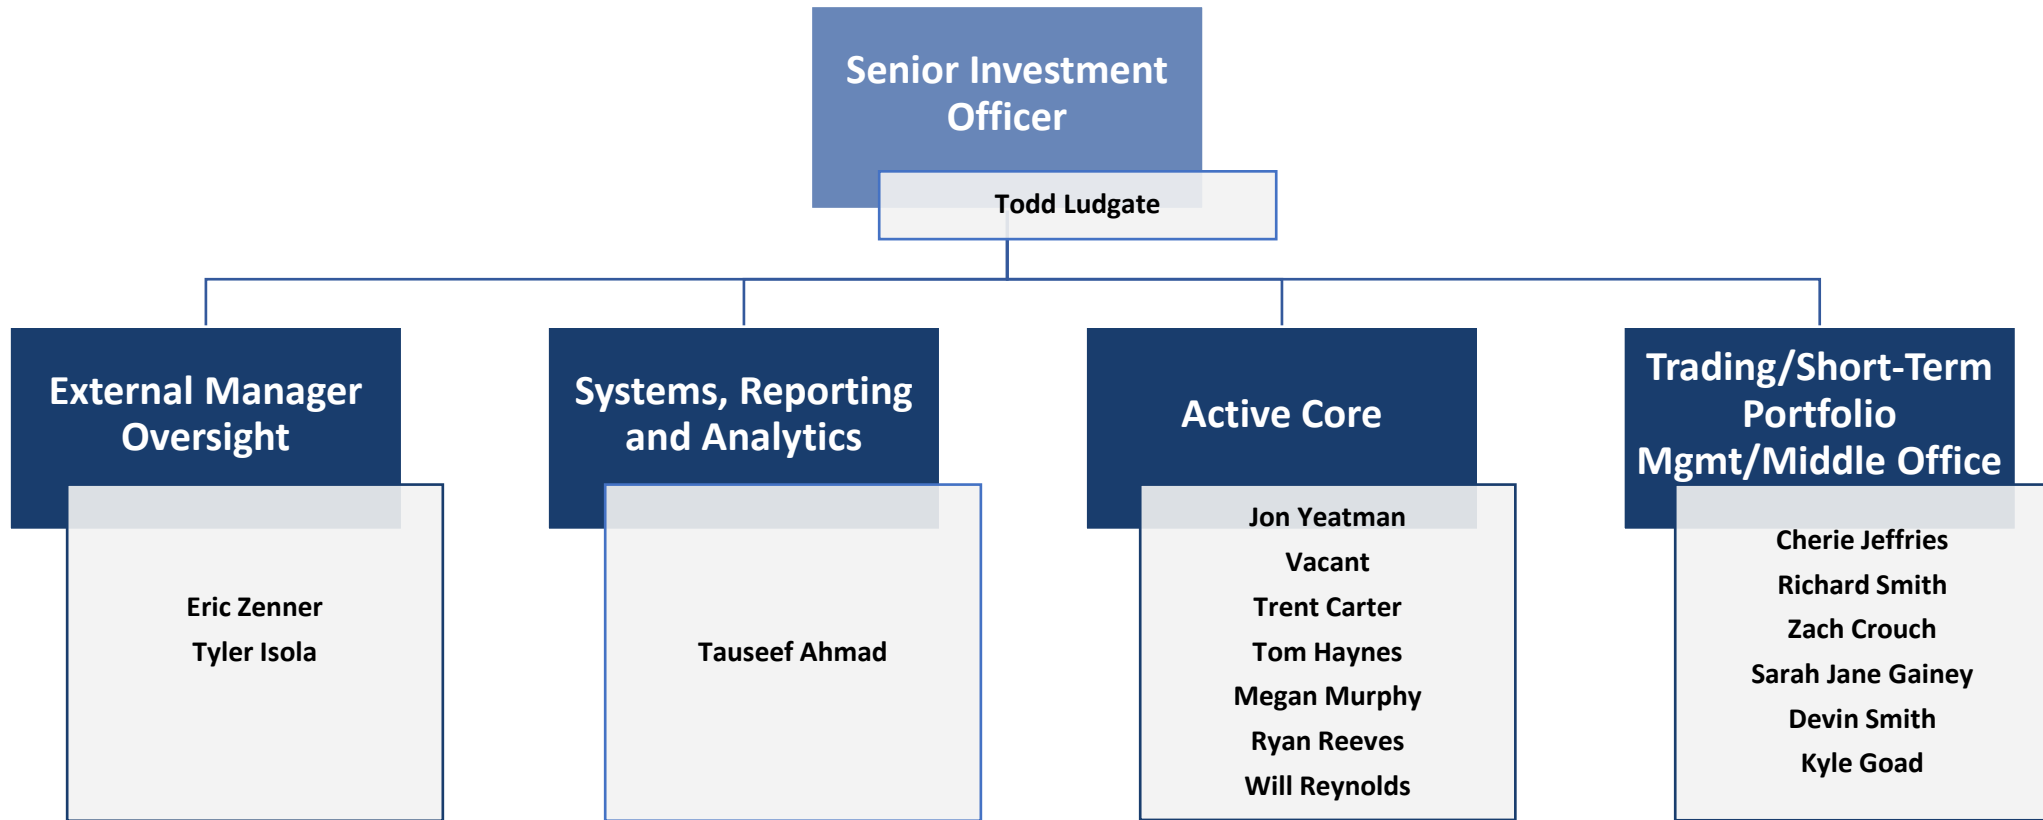 Senior Investment
Officer
Todd Ludgate
External Manager
Oversight
Eric Zenner
Tyler Isola
Systems, Reporting
and Analytics
Tauseef Ahmad
Active Core
Jon Yeatman
Vacant
Trent Carter
Tom Haynes
Megan Murphy
Ryan Reeves
Will Reynolds
Trading/Short-Term
Portfolio
Mgmt/Middle Office
Cherie Jeffries
Richard Smith
Zach Crouch
Sarah Jane Gainey
Devin Smith
Kyle Goad